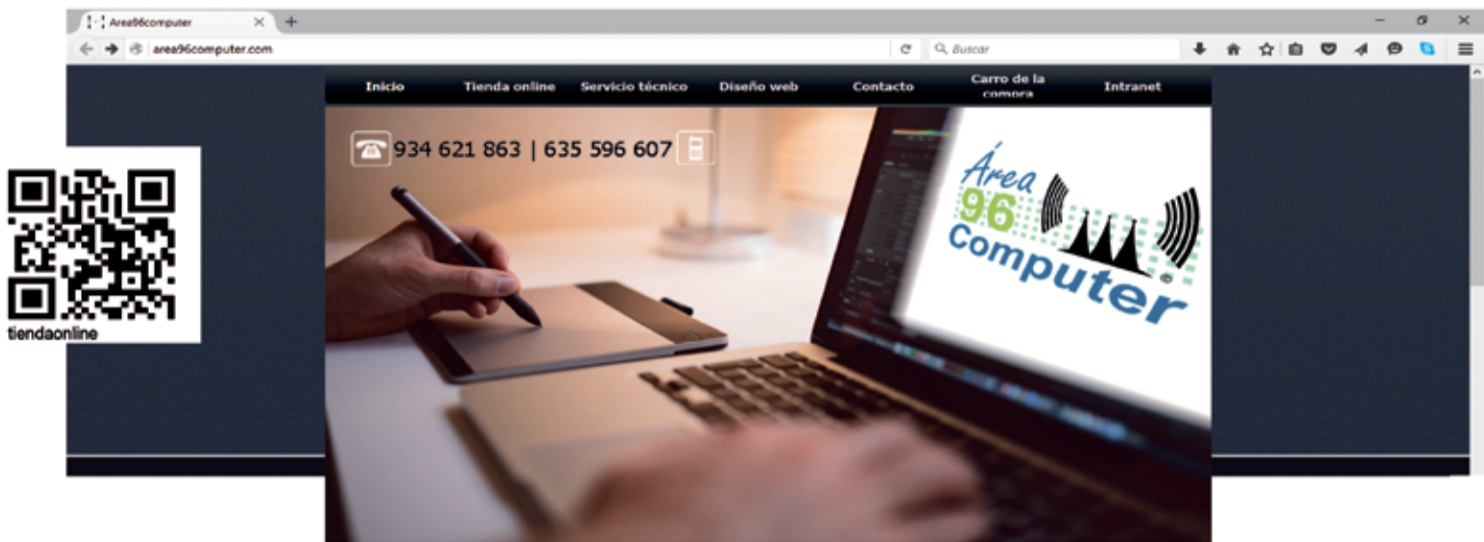 Area96computer
area96computer.com
Buscar
Inicio
Tienda online
Servicio técnico
Diseño web
Contacto
Carro de la
compra
Intranet
934 621 863 | 635 596 607
Área
96
Computer
®
tiendaonline